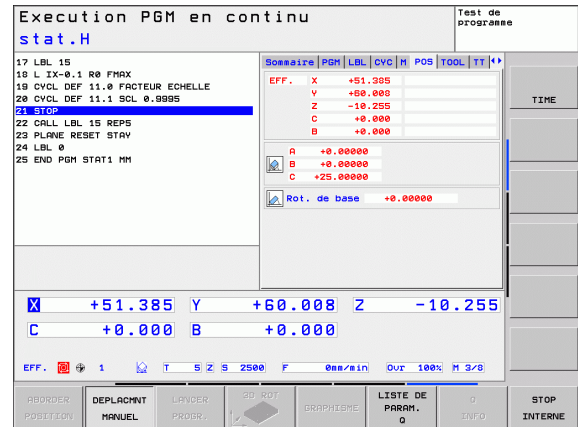 Execution PGM en continu
Test de
programme
stat.H
17 LBL 15
18 L IX-0.1 R0 FMAX
19 CYCL DEF 11.0 FACTEUR ECHELLE
20 CYCL DEF 11.1 SCL 0.9995
21 STOP
22 CALL LBL 15 REP5
23 PLANE RESET STAY
24 LBL 0
25 END PGM STAT1 MM
Sommaire PGM LBL CYC M POS TOOL TT
EFF. X +51.385
Y +60.008
Z -10.255
C +0.000
B +0.000
A +0.00000
B +0.00000
C +25.00000
Rot. de base +0.00000
TIME
X +51.385 Y +60.008 Z -10.255
C +0.000 B +0.000
EFF. 1 T 5 Z S 2500 F 0mm/min Ovr 100% M 3/8
ABORDER
POSITION
DEPLACMNT
MANUEL
LANCER
PROGR.
3D ROT
GRAPHISME
LISTE DE
PARAM.
Q
Q
INFO
STOP
INTERNE